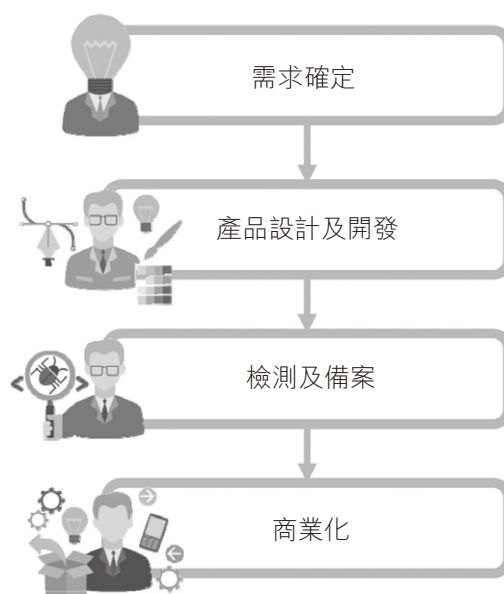 需求確定
產品設計及開發
檢測及備案
商業化